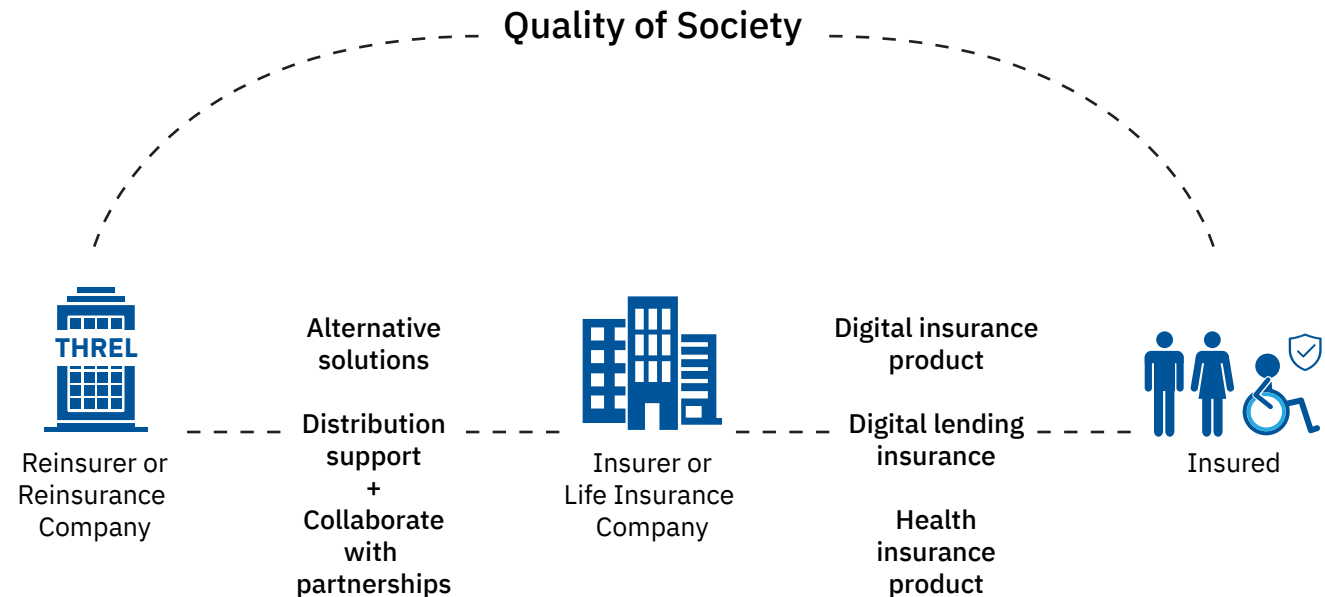 Quality of Society
THREL
Reinsurer or
Reinsurance
Company
Alternative
solutions
Distribution
support
+
Collaborate
with
partnerships
Insurer or
Life Insurance
Company
Digital insurance
product
Digital lending
insurance
Health
insurance
product
Insured